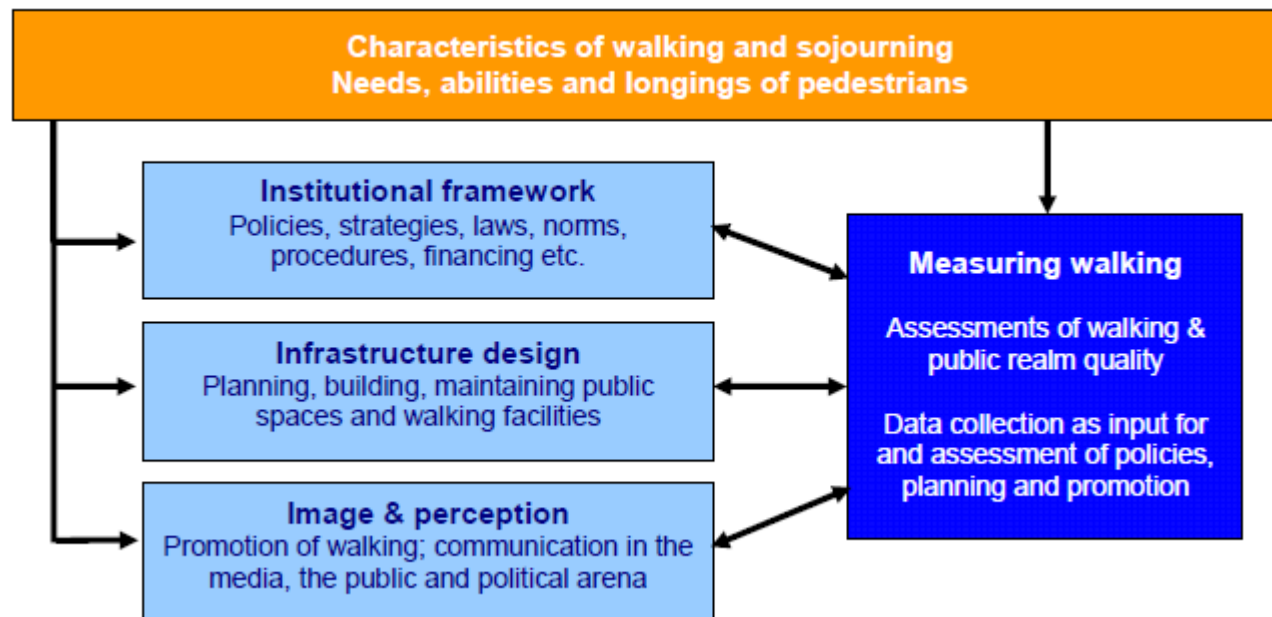 Characteristics of walking and sojourning
Needs, abilities and longings of pedestrians
Institutional framework
Policies, strategies, laws, norms,
procedures, financing etc.
Infrastructure design
Planning, building, maintaining public
spaces and walking facilities
Image & perception
Promotion of walking; communication in the
media, the public and political arena
Measuring walking
Assessments of walking &
public realm quality
Data collection as input for
and assessment of policies,
planning and promotion